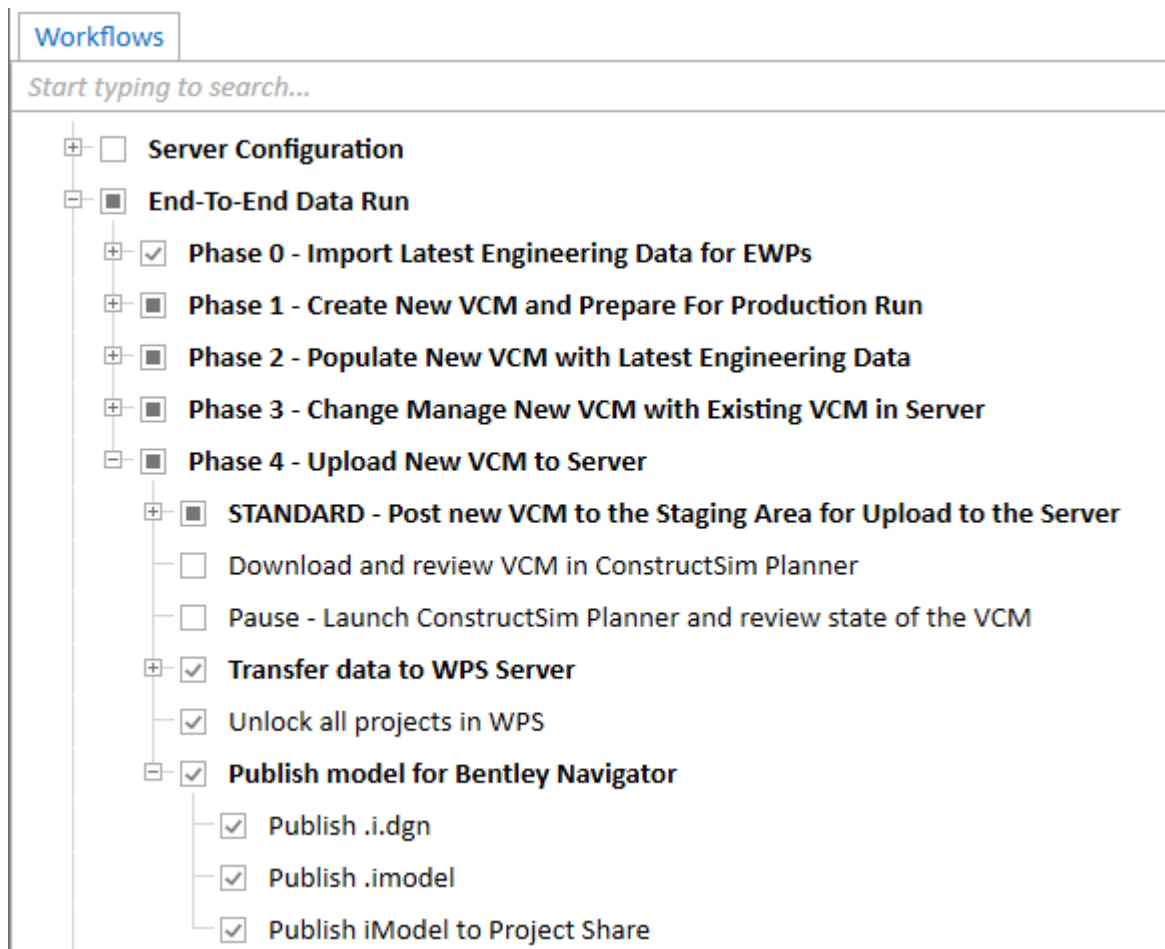 Workflows
Start typing to search...
Server Configuration
End-To-End Data Run
Phase 0 - Import Latest Engineering Data for EWPs
Phase 1 - Create New VCM and Prepare For Production Run
Phase 2 - Populate New VCM with Latest Engineering Data
Phase 3 - Change Manage New VCM with Existing VCM in Server
Phase 4 - Upload New VCM to Server
STANDARD - Post new VCM to the Staging Area for Upload to the Server
Download and review VCM in ConstructSim Planner
Pause - Launch ConstructSim Planner and review state of the VCM
Transfer data to WPS Server
Unlock all projects in WPS
Publish model for Bentley Navigator
Publish .i.dgn
Publish .imodel
Publish iModel to Project Share